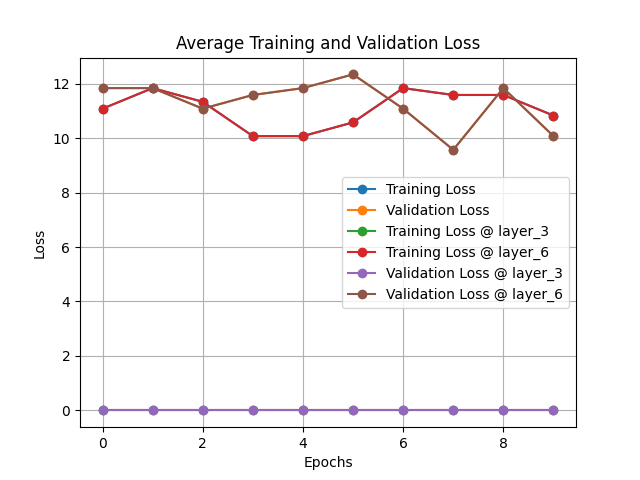 Average Training and Validation Loss
12
10
8
6
4
2
0
Loss
Training Loss
Validation Loss
Training Loss @ layer_3
Training Loss @ layer_6
Validation Loss @ layer_3
Validation Loss @ layer_6
0 2 4 6 8
Epochs